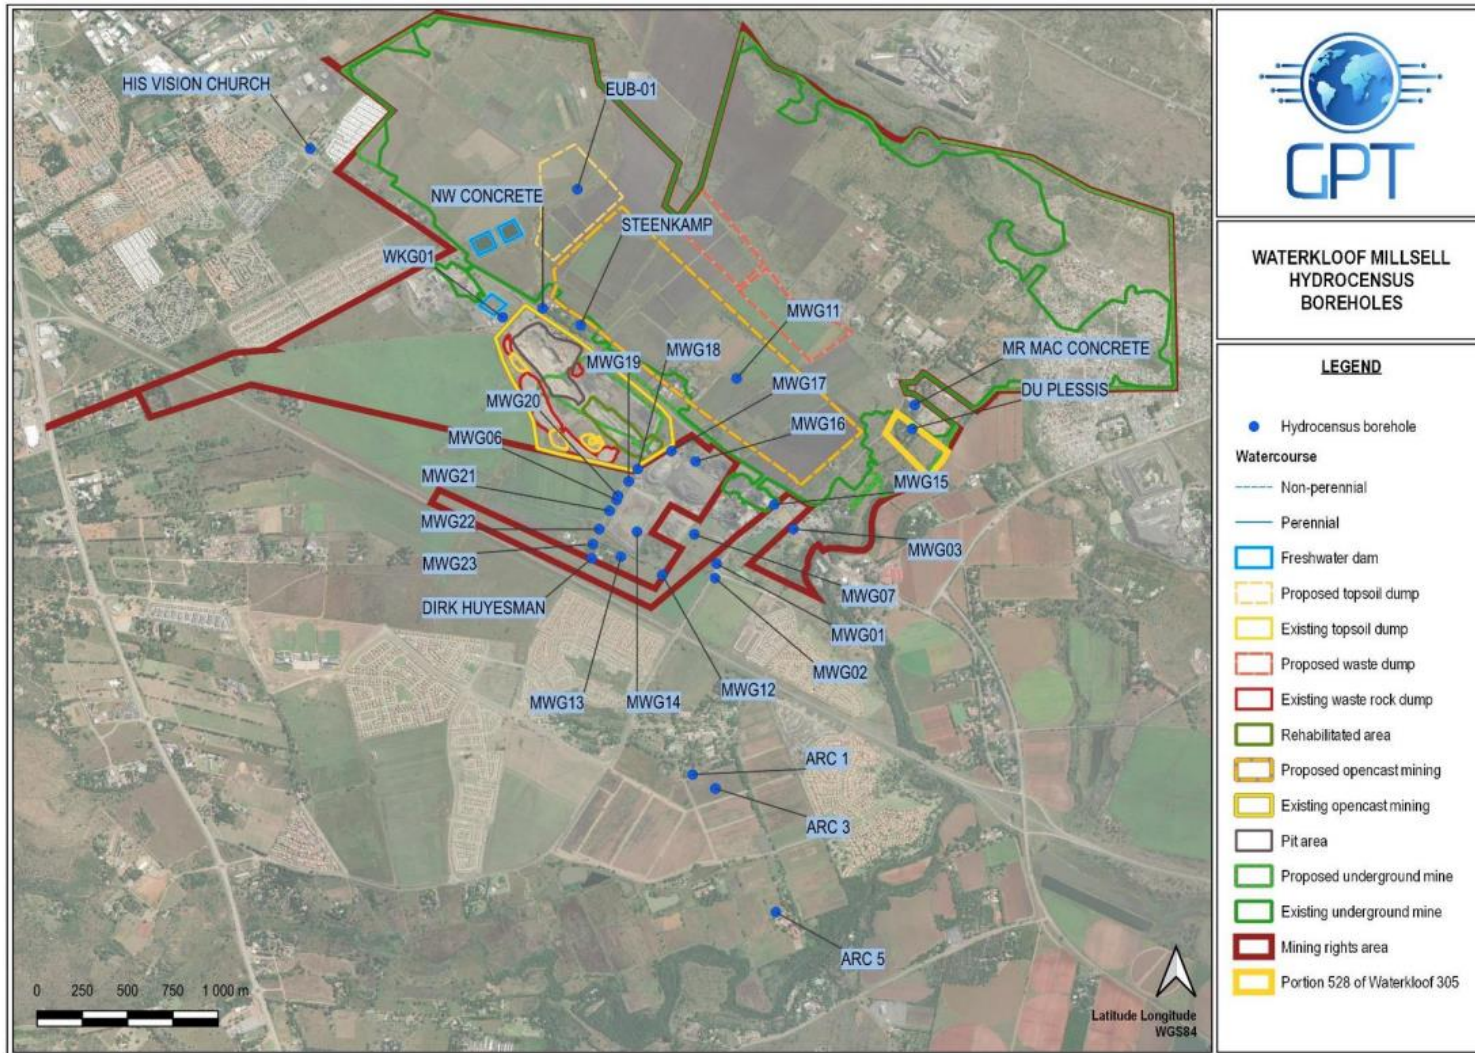 HIS VISION CHURCH
EUB-01
NW CONCRETE
STEENKAMP
WKG01
MWG11
MWG18
MWG19
MR MAC CONCRETE
MWG17
DU PLESSIS
MWG20
MWG16
MWG06
MWG21
MWG15
MWG22
MWG03
MWG23
MWG07
DIRK HUYESMAN
MWG01
MWG02
MWG12
MWG13
MWG14
ARC 1
ARC 3
ARC 5
0 250 500 750 1 000 m
Latitude Longitude
WGS84
GPT
WATERKLOOF MILLSELL
HYDROCENSUS
BOREHOLES
LEGEND
Hydrocensus borehole
Watercourse
Non-perennial
Perennial
Freshwater dam
Proposed topsoil dump
Existing topsoil dump
Proposed waste dump
Existing waste rock dump
Rehabilitated area
Proposed opencast mining
Existing opencast mining
Pit area
Proposed underground mine
Existing underground mine
Mining rights area
Portion 528 of Waterkloof 305